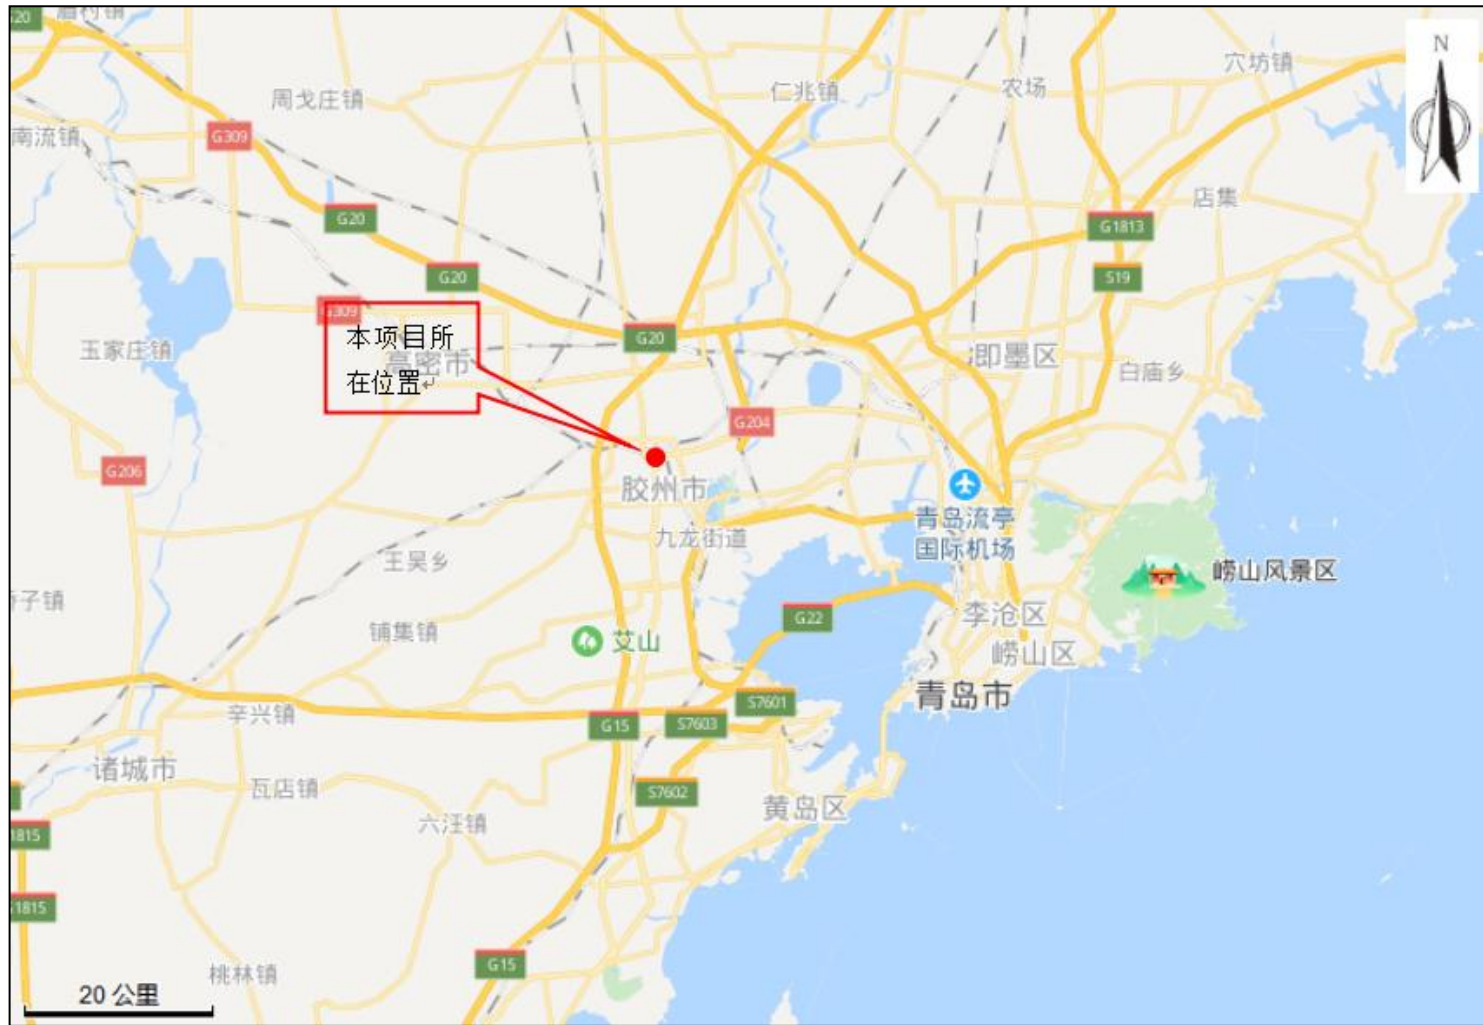 G20
眉村镇
N
穴坊镇
周戈庄镇
仁兆镇
农场
南流镇
G309
店集
G20
G1813
G20
S19
G309
本项目所
在位置
高密市
G20
玉家庄镇
即墨区
白庙乡
G204
G206
胶州市
青岛流亭
国际机场
九龙街道
王吴乡
崂山风景区
子镇
G22
李沧区
铺集镇
艾山
崂山区
青岛市
S7601
辛兴镇
G15
S7603
诸城市
瓦店镇
S7602
黄岛区
六汪镇
1815
1815
G15
桃林镇
20 公里